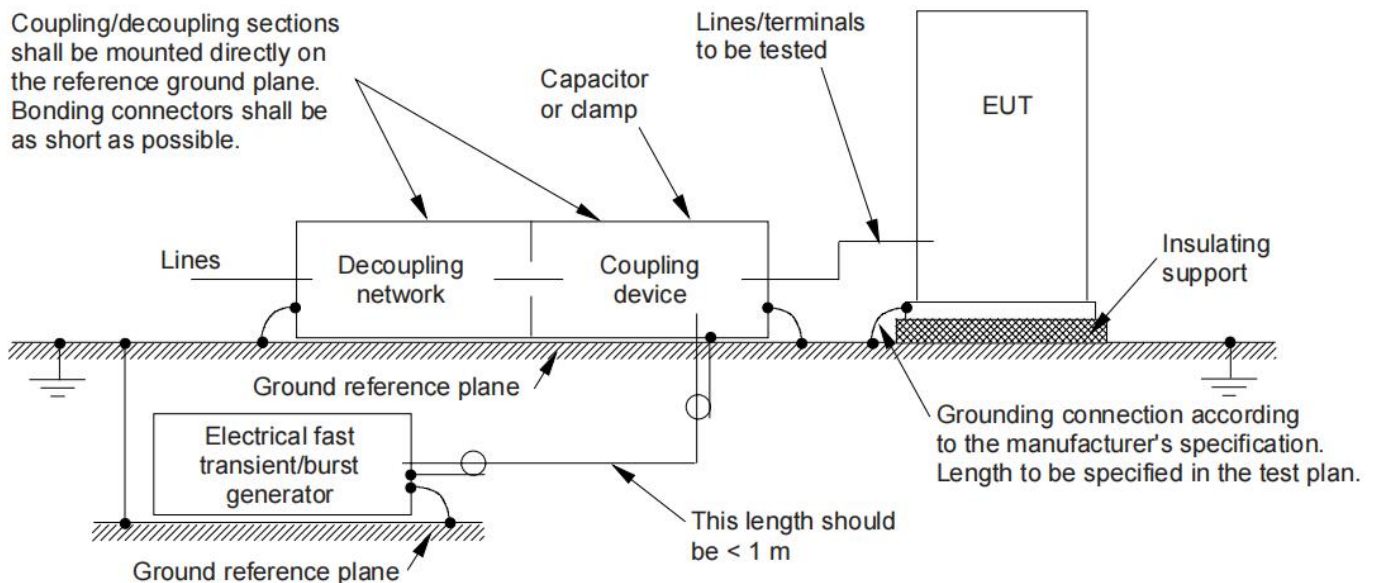 Coupling/decoupling sections
shall be mounted directly on
the reference ground plane.
Bonding connectors shall be
as short as possible.
Capacitor
or clamp
Lines/terminals
to be tested
EUT
Lines
Decoupling
network
Coupling
device
Insulating
support
Ground reference plane
Electrical fast
transient/burst
generator
Grounding connection according
to the manufacturer's specification.
Length to be specified in the test plan.
This length should
be < 1 m
Ground reference plane